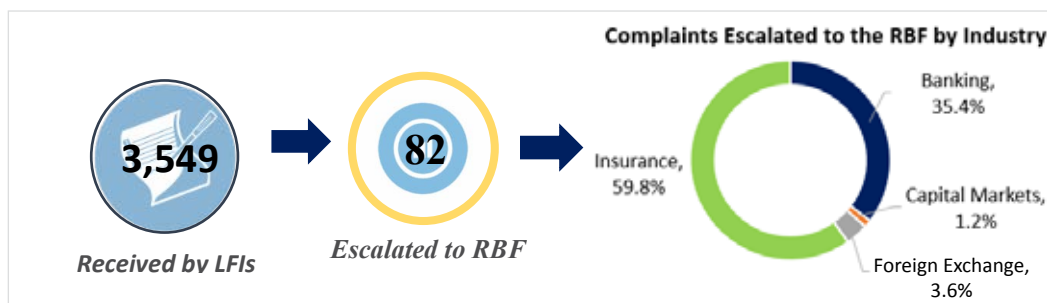 3,549
Received by LFIs
82
Escalated to RBF
Complaints Escalated to the RBF by Industry
Banking,
35.4%
Insurance,
59.8%
Capital Markets,
1.2%
Foreign Exchange,
3.6%